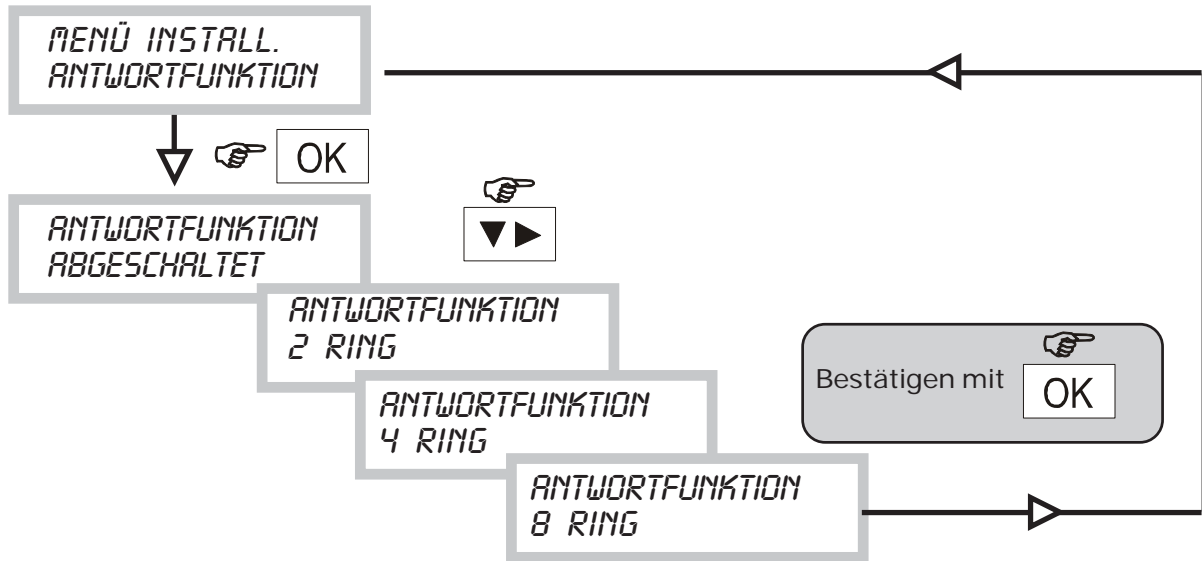 MENÜ INSTALL.
ANTWORTFUNKTION
OK
ANTWORTFUNKTION
ABGESCHALTET
ANTWORTFUNKTION
2 RING
ANTWORTFUNKTION
4 RING
Bestätigen mit
OK
ANTWORTFUNKTION
8 RING